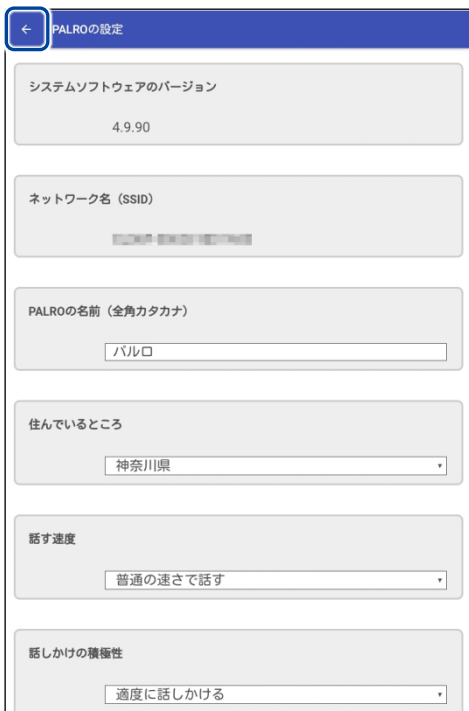 ← PALROの設定
システムソフトウェアのバージョン
4.9.90
ネットワーク名（SSID）
PALROの名前（全角カタカナ）
パルロ
住んでいるところ
神奈川県
話す速度
普通の速さで話す
話しかけの積極性
適度に話しかける